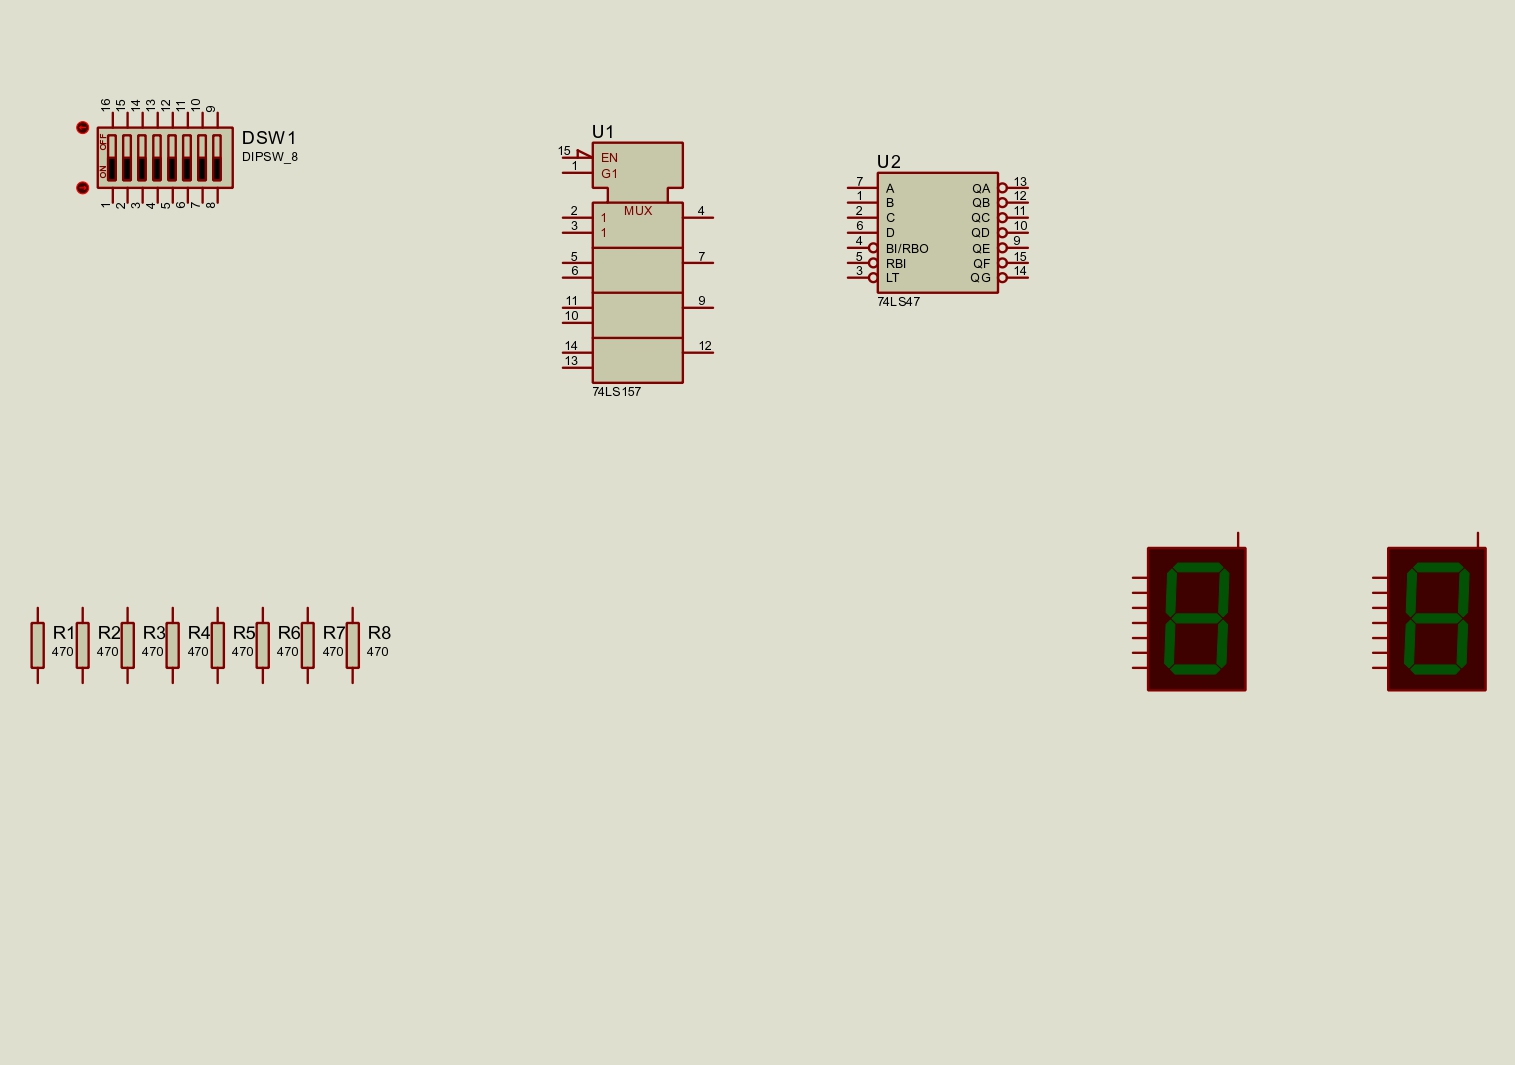 16 15 14 13 12 11 10 9
OFF
ON
1 2 3 4 5 6 7 8
DSW1
DIPSW_8
U1
15 EN
1 G1
MUX
2 1 4
3 1
5 7
6
11 9
10
14 12
13
74LS157
U2
7 A QA 13
1 B QB 12
2 C QC 11
6 D QD 10
4 BI/RBO QE 9
5 RBI QF 15
3 LT QG 14
74LS47
R1 R2 R3 R4 R5 R6 R7 R8
470 470 470 470 470 470 470 470